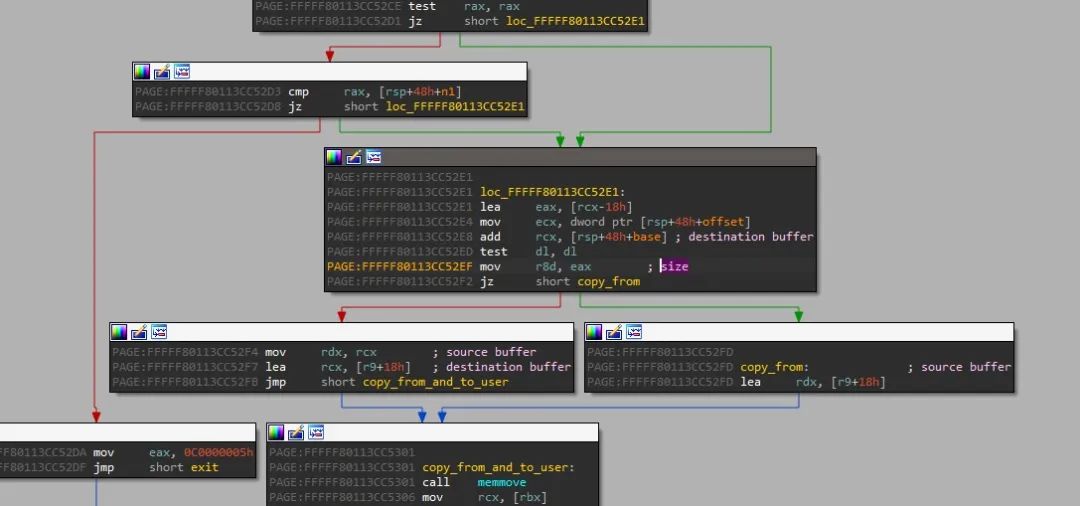 PAGE:FFFFF80113CC52CE test rax, rax
PAGE:FFFFF80113CC52D1 jz short loc_FFFFF80113CC52E1
PAGE:FFFFF80113CC52D3 cmp rax, [rsp+48h+n1]
PAGE:FFFFF80113CC52D8 jz short loc_FFFFF80113CC52E1
PAGE:FFFFF80113CC52E1
PAGE:FFFFF80113CC52E1 loc_FFFFF80113CC52E1:
PAGE:FFFFF80113CC52E1 lea eax, [rcx-18h]
PAGE:FFFFF80113CC52E4 mov ecx, dword ptr [rsp+48h+offset]
PAGE:FFFFF80113CC52E8 add rcx, [rsp+48h+base] ; destination buffer
PAGE:FFFFF80113CC52ED test dl, dl
PAGE:FFFFF80113CC52EF mov r8d, eax ; size
PAGE:FFFFF80113CC52F2 jz short copy_from
PAGE:FFFFF80113CC52F4 mov rdx, rcx ; source buffer
PAGE:FFFFF80113CC52F7 lea rcx, [r9+18h] ; destination buffer
PAGE:FFFFF80113CC52FB jmp short copy_from_and_to_user
PAGE:FFFFF80113CC52FD
PAGE:FFFFF80113CC52FD copy_from: ; source buffer
PAGE:FFFFF80113CC52FD lea rdx, [r9+18h]
FF80113CC52DA mov eax, 0C0000005h
FF80113CC52DF jmp short exit
PAGE:FFFFF80113CC5301
PAGE:FFFFF80113CC5301 copy_from_and_to_user:
PAGE:FFFFF80113CC5301 call memmove
PAGE:FFFFF80113CC5306 mov rcx, [rbx]